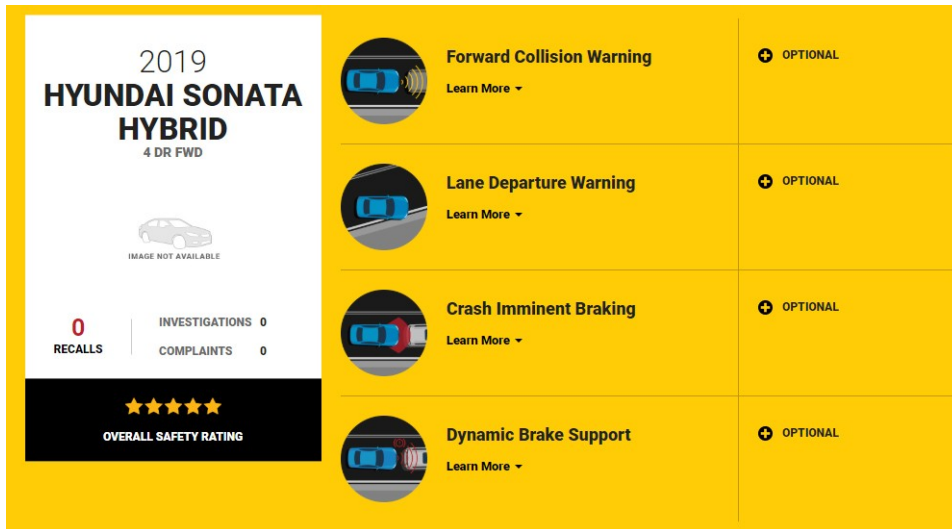 2019
HYUNDAI SONATA
HYBRID
4 DR FWD
IMAGE NOT AVAILABLE
0
RECALLS
INVESTIGATIONS 0
COMPLAINTS 0
OVERALL SAFETY RATING
Forward Collision Warning
Learn More
OPTIONAL
Lane Departure Warning
Learn More
OPTIONAL
Crash Imminent Braking
Learn More
OPTIONAL
Dynamic Brake Support
Learn More
OPTIONAL